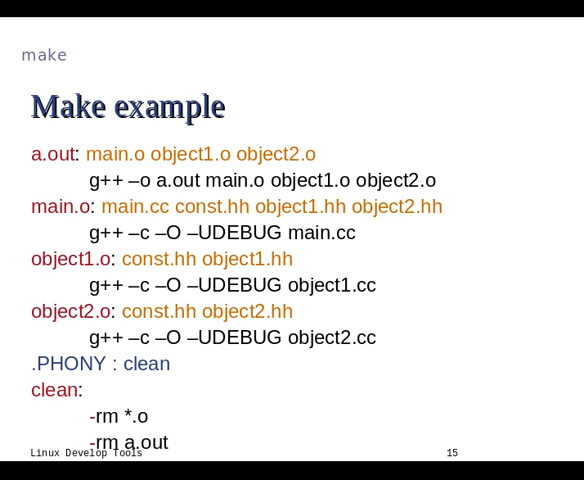 make
Make example
a.out: main.o object1.o object2.o
g++ –o a.out main.o object1.o object2.o
main.o: main.cc const.hh object1.hh object2.hh
g++ –c –O –UDEBUG main.cc
object1.o: const.hh object1.hh
g++ –c –O –UDEBUG object1.cc
object2.o: const.hh object2.hh
g++ –c –O –UDEBUG object2.cc
.PHONY : clean
clean:
-rm *.o
-rm a.out
Linux Develop Tools 15